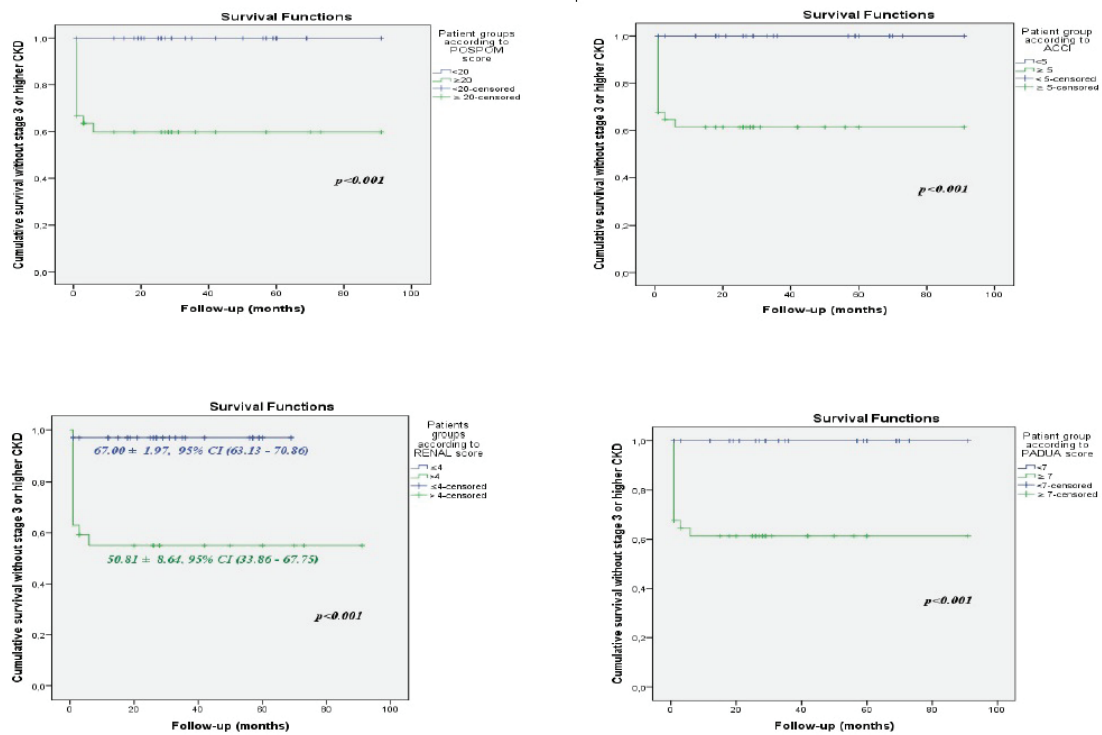 Survival Functions
Cumulative survival without stage 3 or higher CKD
1,0
0,8
0,6
0,4
0,2
0,0
0
20
40
60
80
100
Follow-up (months)
p<0.001
Patient groups
according to
POSPOM
score
<20
≥20
<20-censored
≥ 20-censored
Survival Functions
Cumulative survival without stage 3 or higher CKD
1,0
0,8
0,6
0,4
0,2
0,0
0
20
40
60
80
100
Follow-up (months)
p<0.001
Patient group
according to
ACCI
<5
≥ 5
< 5-censored
≥ 5-censored
Survival Functions
Cumulative survival without stage 3 or higher CKD
1,0
0,8
0,6
0,4
0,2
0,0
0
20
40
60
80
100
Follow-up (months)
67.00 ± 1.97, 95% CI (63.13 - 70.86)
50.81 ± 8.64, 95% CI (33.86 - 67.75)
p<0.001
Patients
groups
according to
RENAL score
≤4
>4
≤4-censored
> 4-censored
Survival Functions
Cumulative survival without stage 3 or higher CKD
1,0
0,8
0,6
0,4
0,2
0,0
0
20
40
60
80
100
Follow-up (months)
p<0.001
Patient group
according to
PADUA score
<7
≥ 7
<7-censored
≥ 7-censored